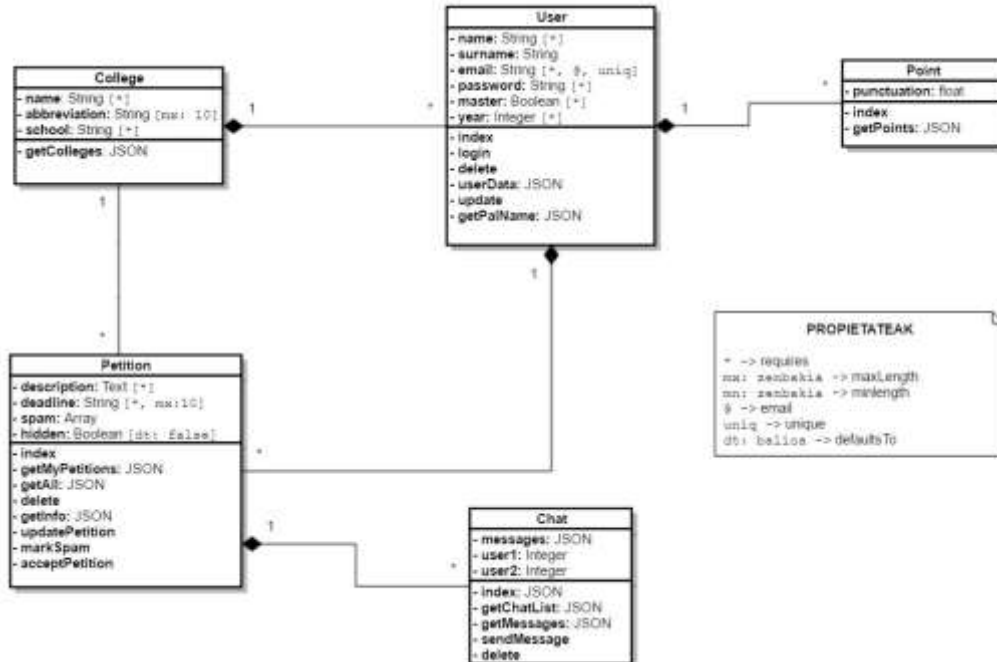 User
- name: String [*]
- surname: String
- email: String [*, @, uniq]
- password: String [*]
- master: Boolean [*]
- year: Integer [*]
- index
- login
- delete
- userData: JSON
- update
- getPalName: JSON
College
- name: String [*]
- abbreviation: String [mx: 10]
- school: String [*]
- getColleges: JSON
Point
- punctuation: float
- index
- getPoints: JSON
1
*
1
*
1
*
1
*
Petition
- description: Text [*]
- deadline: String [*, mx:10]
- spam: Array
- hidden: Boolean [dt: false]
- index
- getMyPetitions: JSON
- getAll: JSON
- delete
- getInfo: JSON
- updatePetition
- markSpam
- acceptPetition
PROPIETATEAK
* -> requires
mx: zenbakia -> maxLength
mn: zenbakia -> minlength
@ -> email
uniq -> unique
dt: balioa -> defaultsTo
1
*
Chat
- messages: JSON
- user1: Integer
- user2: Integer
- index: JSON
- getChatList: JSON
- getMessages: JSON
- sendMessage
- delete